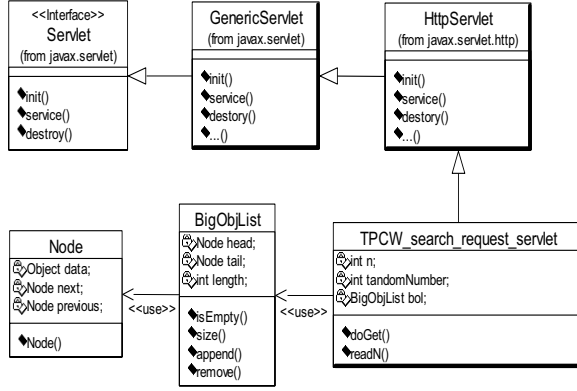 <<Interface>>
Servlet
(from javax.servlet)
init()
service()
destroy()
GenericServlet
(from javax.servlet)
init()
service()
destory()
...()
HttpServlet
(from javax.servlet.http)
init()
service()
destory()
...()
Node
Object data;
Node next;
Node previous;
Node()
<<use>>
BigObjList
Node head;
Node tail;
int length;
isEmpty()
size()
append()
remove()
<<use>>
TPCW_search_request_servlet
int n;
int tandomNumber;
BigObjList bol;
doGet()
readN()